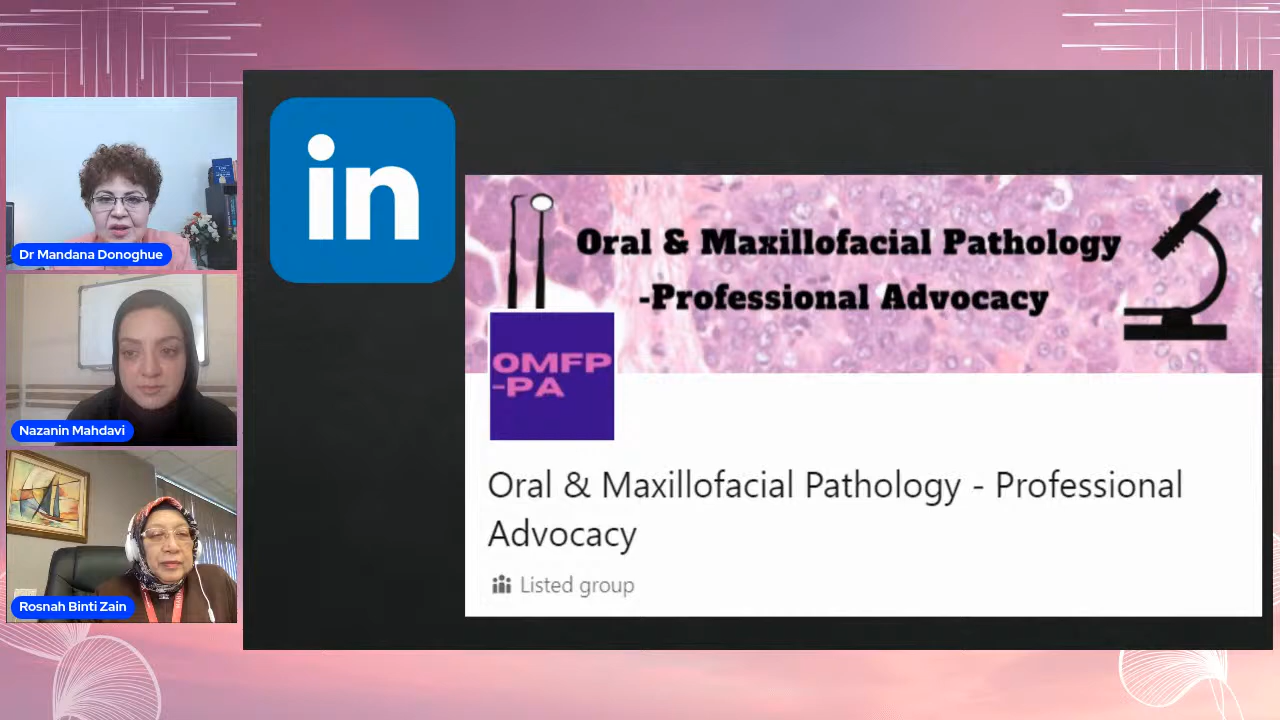 Dr Mandana Donoghue
Nazanin Mahdavi
Rosnah Binti Zain
in
Oral & Maxillofacial Pathology
-Professional Advocacy
OMFP
-PA
Oral & Maxillofacial Pathology - Professional
Advocacy
Listed group